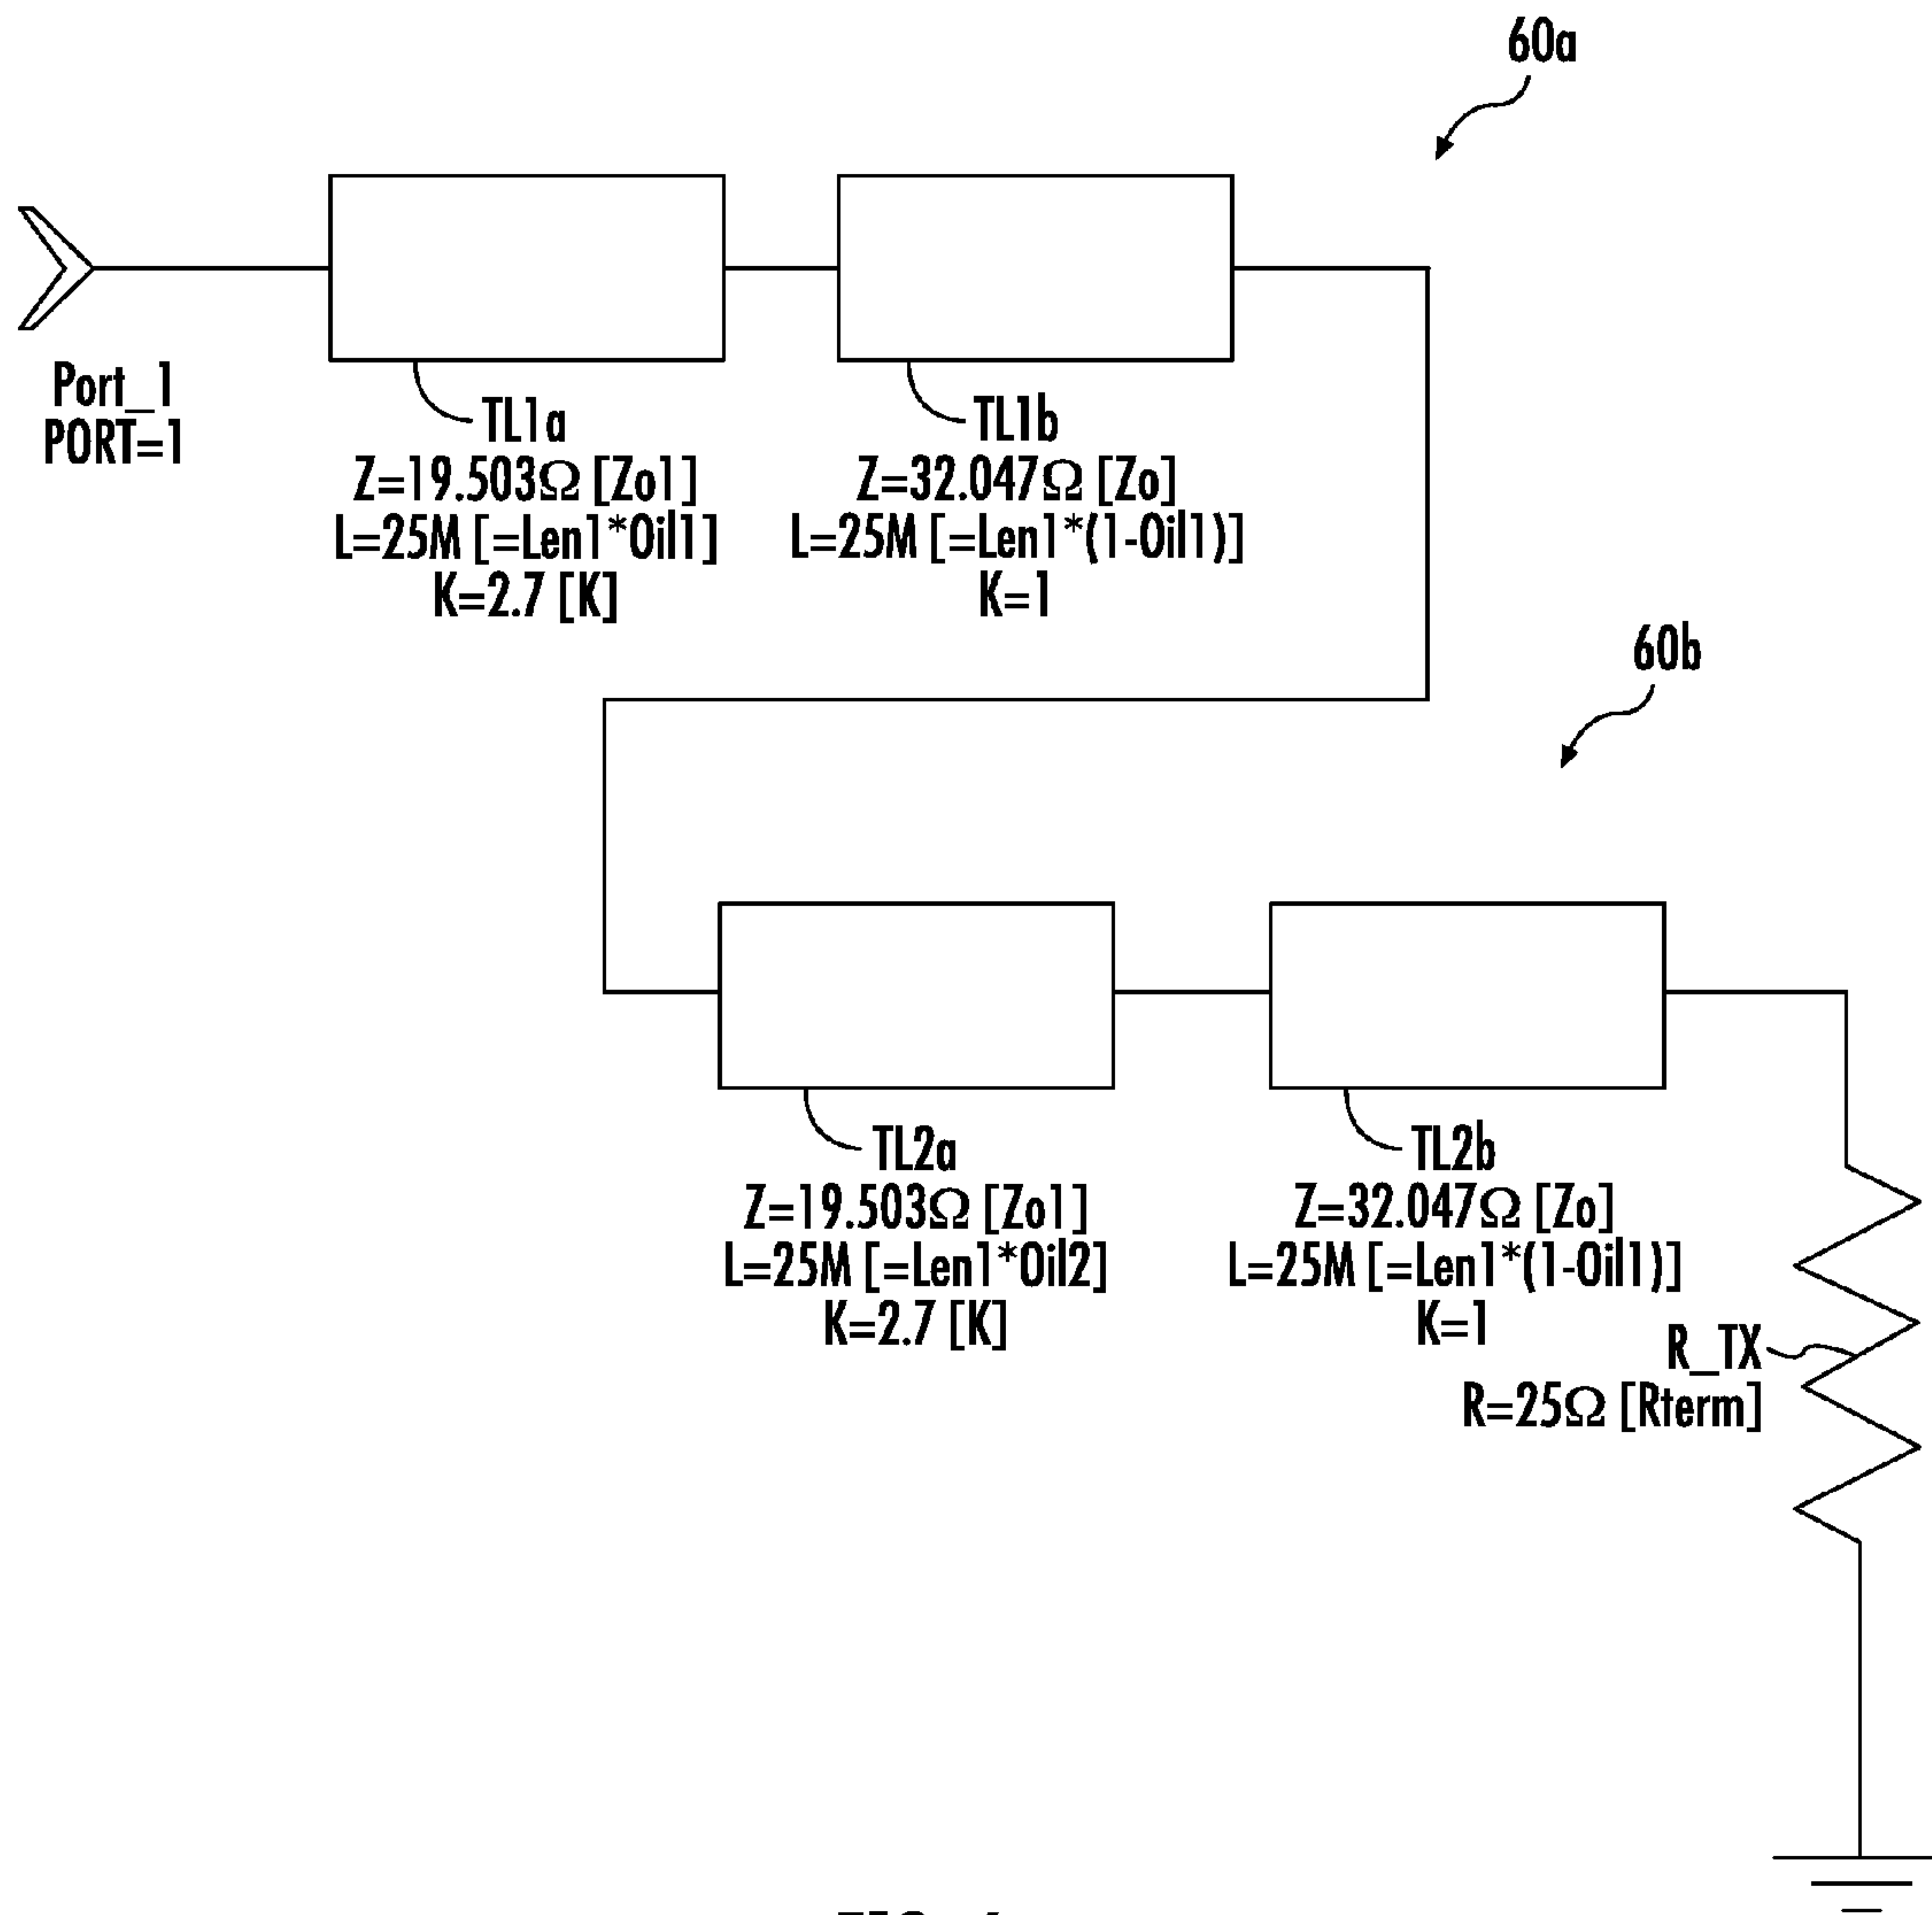 60a
Port_1
PORT=1
TL1a
Z=19.503Ω [Zo1]
L=25M [=Len1*Oil1]
K=2.7 [K]
TL1b
Z=32.047Ω [Zo]
L=25M [=Len1*(1-Oil1)]
K=1
60b
TL2a
Z=19.503Ω [Zo1]
L=25M [=Len1*Oil2]
K=2.7 [K]
TL2b
Z=32.047Ω [Zo]
L=25M [=Len1*(1-Oil1)]
K=1
R_TX
R=25Ω [Rterm]